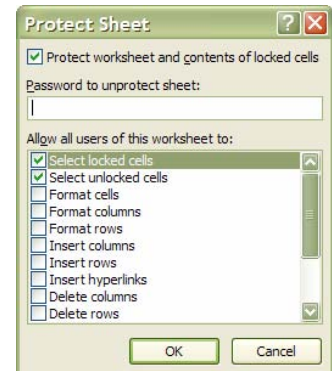 Protect Sheet
Protect worksheet and contents of locked cells
Password to unprotect sheet:
Allow all users of this worksheet to:
Select locked cells
Select unlocked cells
Format cells
Format columns
Format rows
Insert columns
Insert rows
Insert hyperlinks
Delete columns
Delete rows
OK Cancel